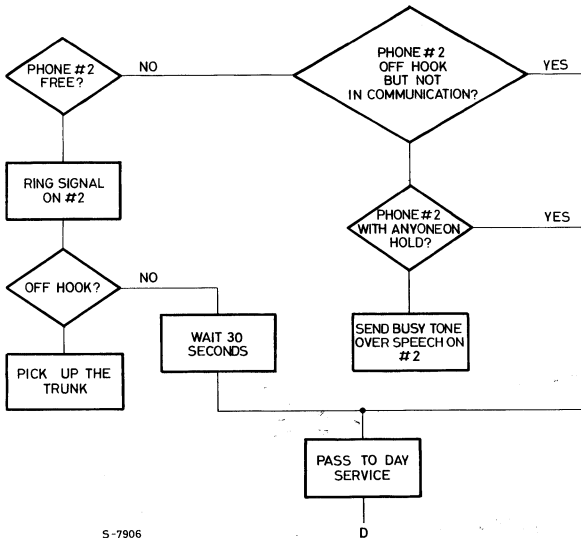 PHONE #2
FREE?
NO
PHONE #2
OFF HOOK
BUT NOT
IN COMMUNICATION?
YES
RING SIGNAL
ON #2
PHONE #2
WITH ANYONEON
HOLD?
YES
OFF HOOK?
NO
WAIT 30
SECONDS
SEND BUSY TONE
OVER SPEECH ON
#2
PICK UP THE
TRUNK
PASS TO DAY
SERVICE
S-7906
D